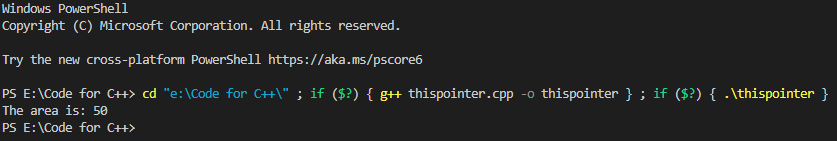 Windows PowerShell
Copyright (C) Microsoft Corporation. All rights reserved.
Try the new cross-platform PowerShell https://aka.ms/pscore6
PS E:\Code for C++> cd "e:\Code for C++\" ; if ($?) { g++ thispointer.cpp -o thispointer } ; if ($?) { .\thispointer }
The area is: 50
PS E:\Code for C++>